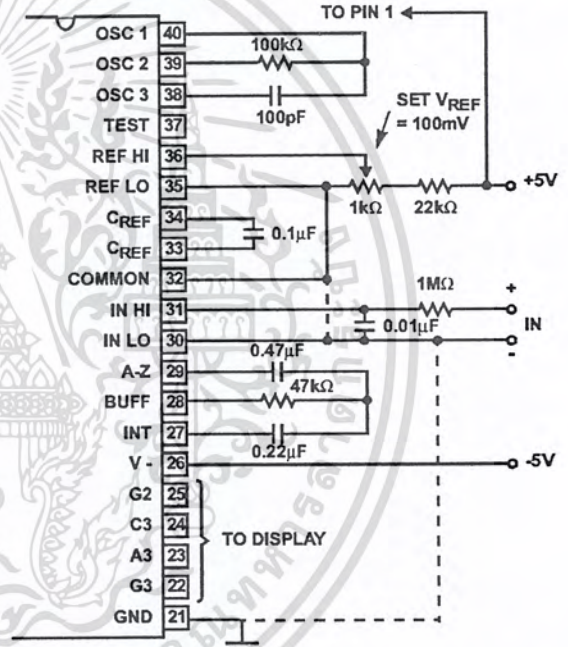 TO PIN 1
OSC 1 40
100kΩ
OSC 2 39
OSC 3 38
100pF
SET VREF
= 100mV
TEST 37
REF HI 36
REF LO 35
+5V
1kΩ 22kΩ
CREF 34
0.1µF
CREF 33
COMMON 32
1MΩ
+
IN HI 31
0.01µF
IN
IN LO 30
-
0.47µF
A-Z 29
47kΩ
BUFF 28
INT 27
0.22µF
V - 26
-5V
G2 25
C3 24
TO DISPLAY
A3 23
G3 22
GND 21